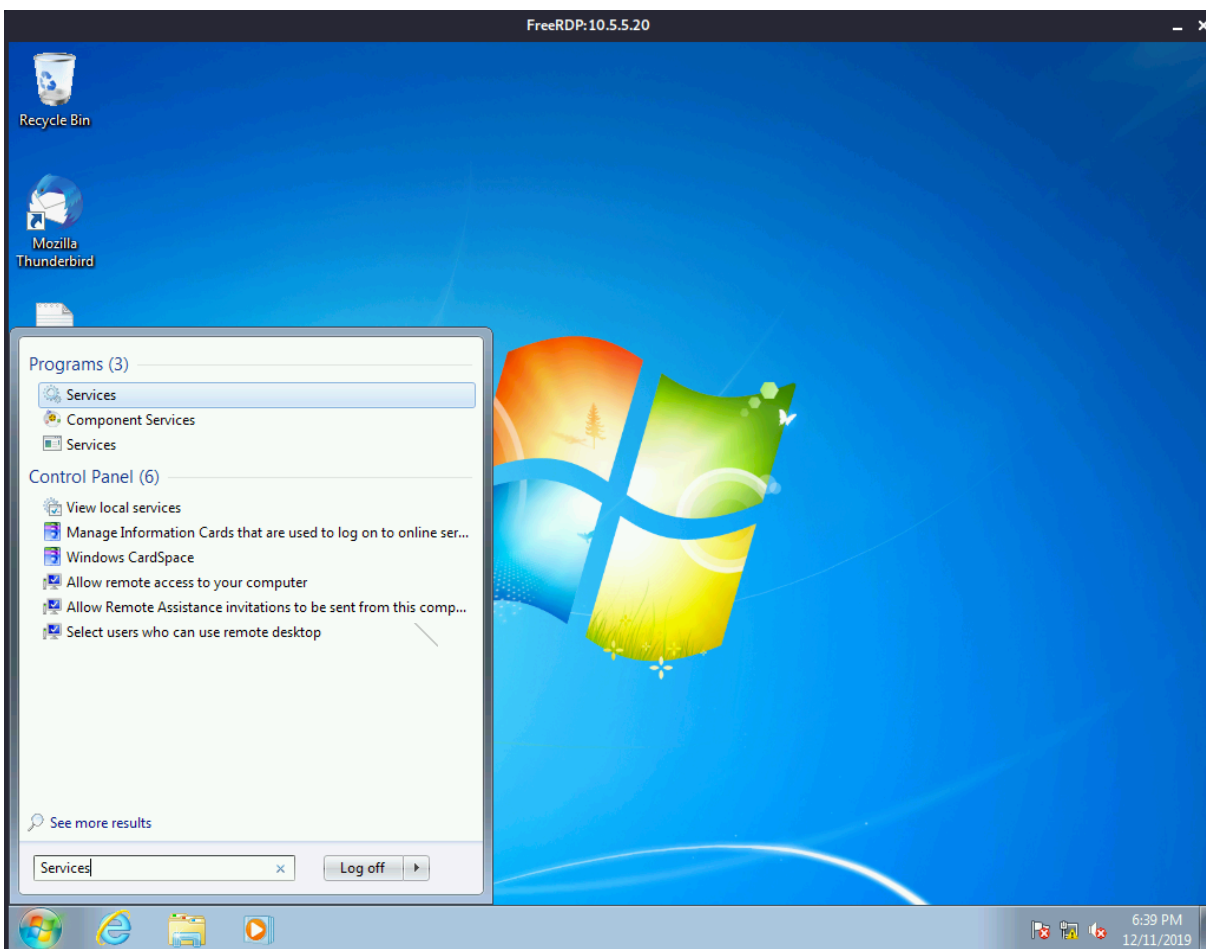 FreeRDP:10.5.5.20
Recycle Bin
Mozilla
Thunderbird
Programs (3)
Services
Component Services
Services
Control Panel (6)
View local services
Manage Information Cards that are used to log on to online ser...
Windows CardSpace
Allow remote access to your computer
Allow Remote Assistance invitations to be sent from this comp...
Select users who can use remote desktop
See more results
Services
Log off
6:39 PM
12/11/2019